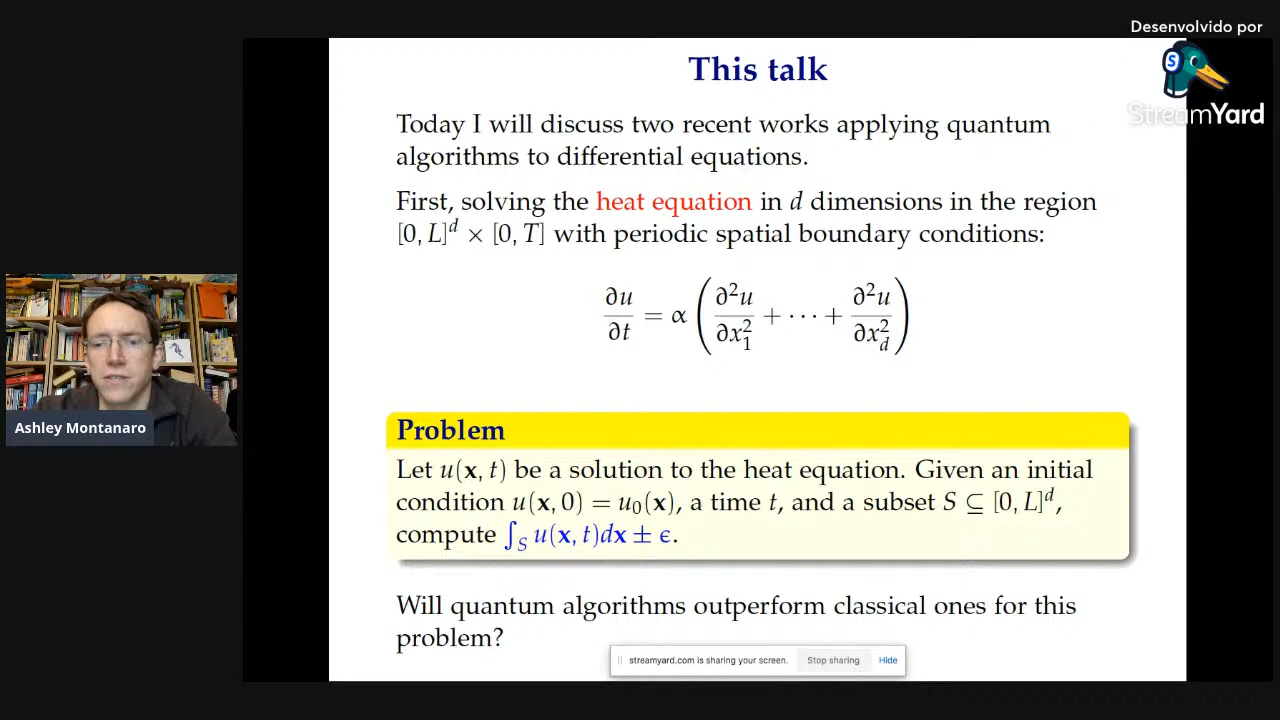 Desenvolvido por
StreamYard
This talk
Today I will discuss two recent works applying quantum
algorithms to differential equations.
First, solving the heat equation in d dimensions in the region
[0, L]^d × [0, T] with periodic spatial boundary conditions:
∂u/∂t = α (∂²u/∂x₁² + ⋯ + ∂²u/∂x_d²)
Problem
Let u(x, t) be a solution to the heat equation. Given an initial
condition u(x, 0) = u₀(x), a time t, and a subset S ⊆ [0, L]^d,
compute ∫_S u(x, t)dx ± ϵ.
Will quantum algorithms outperform classical ones for this
problem?
streamyard.com is sharing your screen. Stop sharing Hide
Ashley Montanaro